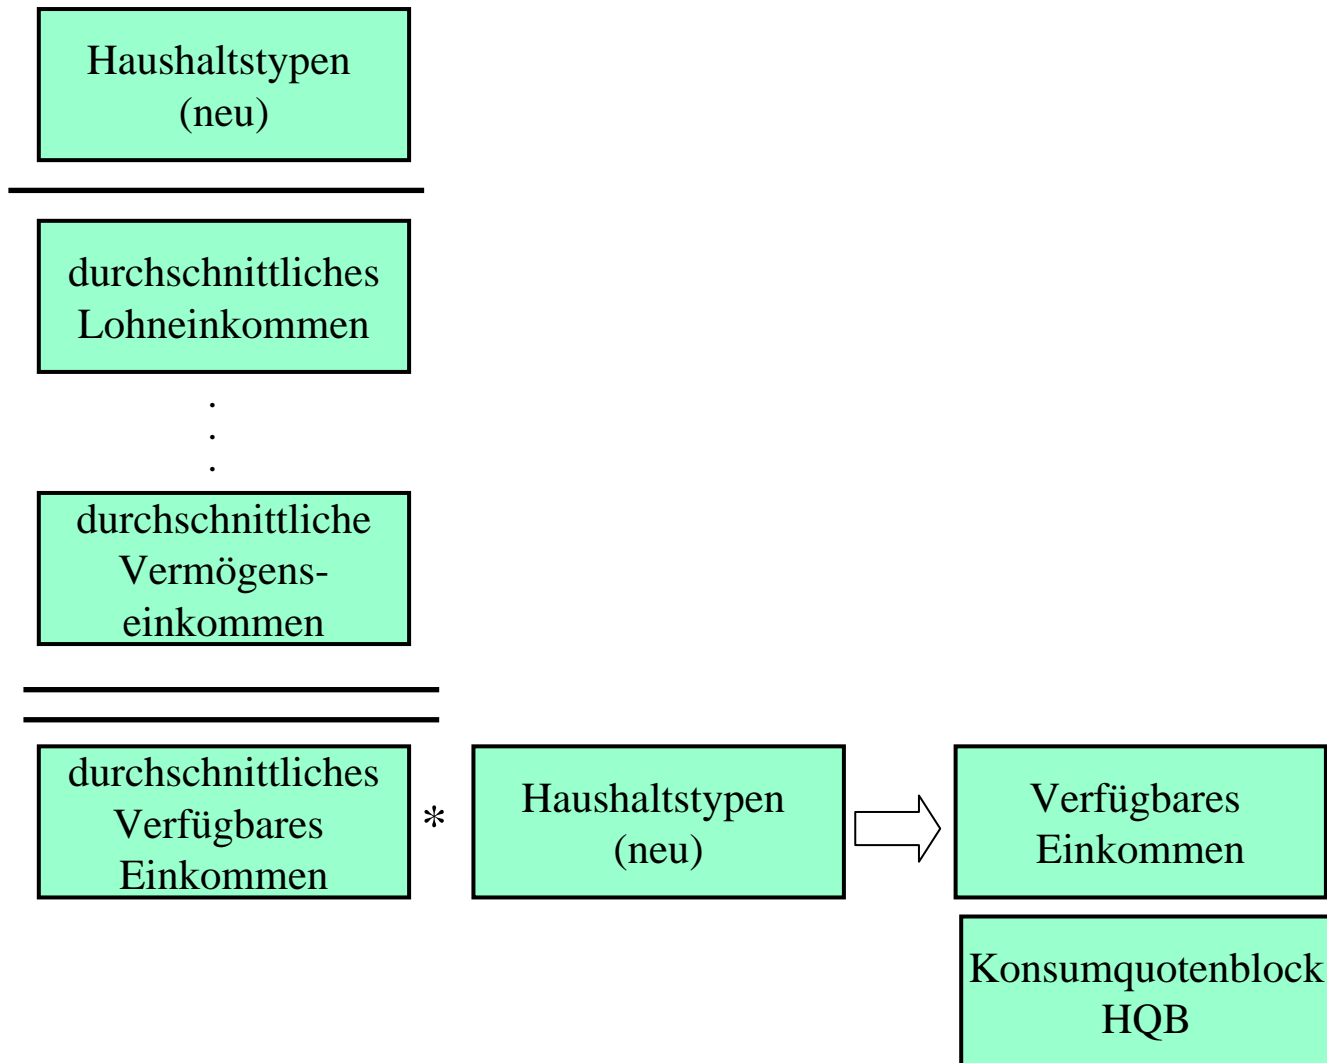 Haushaltstypen
(neu)
durchschnittliches
Lohneinkommen
.
.
.
durchschnittliche
Vermögens-
einkommen
durchschnittliches
Verfügbares
Einkommen
*
Haushaltstypen
(neu)
Verfügbares
Einkommen
Konsumquotenblock
HQB